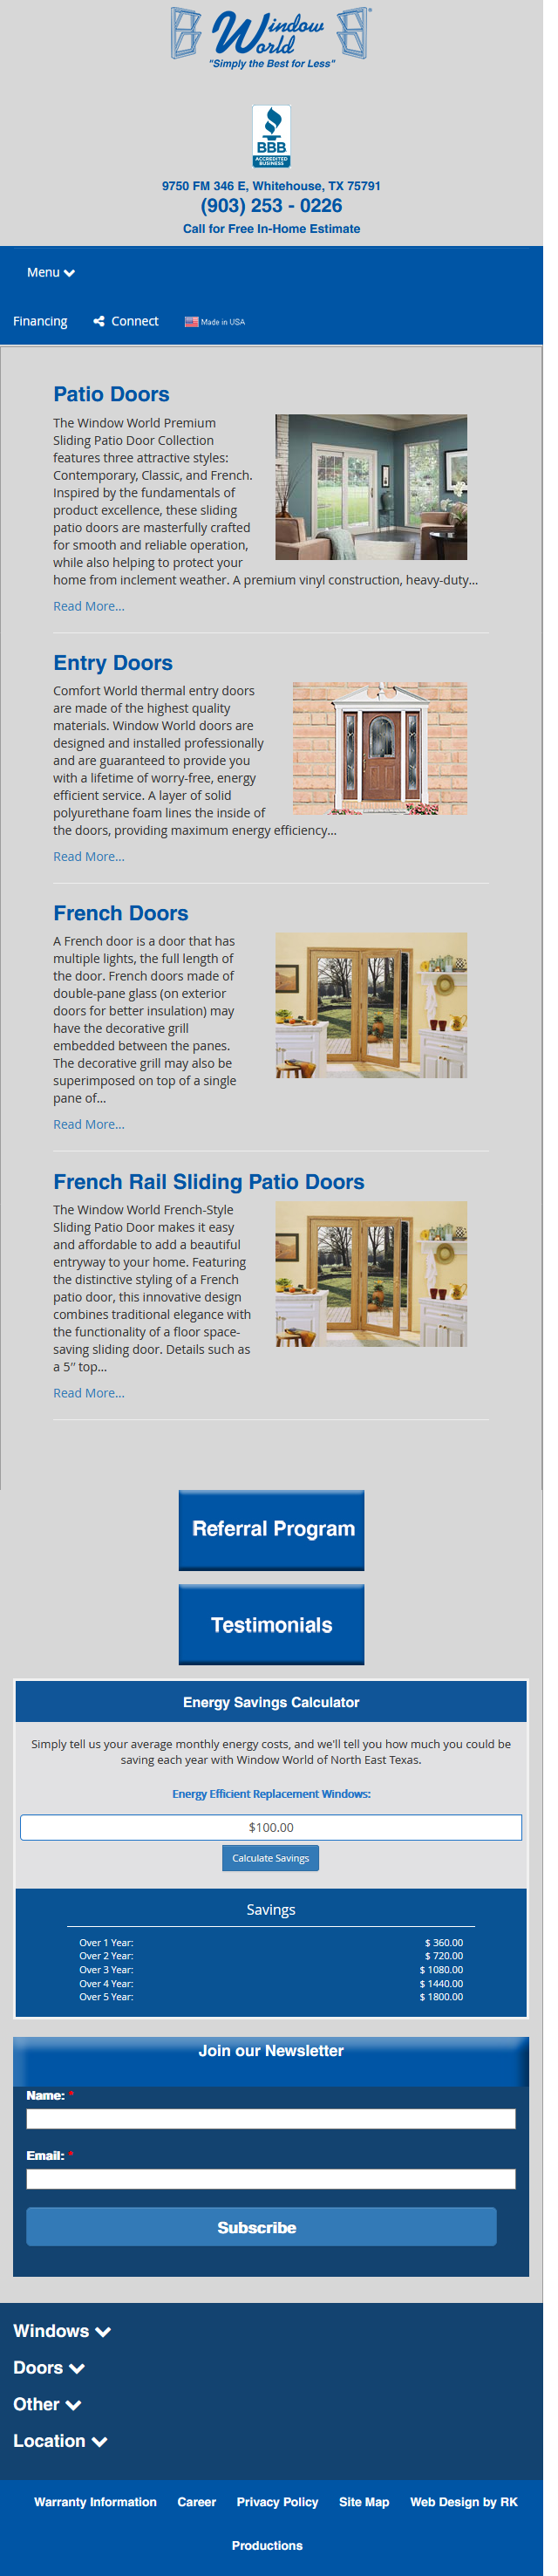 Window
World
"Simply the Best for Less"
BBB
ACCREDITED
BUSINESS
9750 FM 346 E, Whitehouse, TX 75791
(903) 253 - 0226
Call for Free In-Home Estimate
Menu
Financing Connect Made in USA
Patio Doors
The Window World Premium
Sliding Patio Door Collection
features three attractive styles:
Contemporary, Classic, and French.
Inspired by the fundamentals of
product excellence, these sliding
patio doors are masterfully crafted
for smooth and reliable operation,
while also helping to protect your
home from inclement weather. A premium vinyl construction, heavy-duty...
Read More...
Entry Doors
Comfort World thermal entry doors
are made of the highest quality
materials. Window World doors are
designed and installed professionally
and are guaranteed to provide you
with a lifetime of worry-free, energy
efficient service. A layer of solid
polyurethane foam lines the inside of
the doors, providing maximum energy efficiency...
Read More...
French Doors
A French door is a door that has
multiple lights, the full length of
the door. French doors made of
double-pane glass (on exterior
doors for better insulation) may
have the decorative grill
embedded between the panes.
The decorative grill may also be
superimposed on top of a single
pane of...
Read More...
French Rail Sliding Patio Doors
The Window World French-Style
Sliding Patio Door makes it easy
and affordable to add a beautiful
entryway to your home. Featuring
the distinctive styling of a French
patio door, this innovative design
combines traditional elegance with
the functionality of a floor space-
saving sliding door. Details such as
a 5″ top...
Read More...
Referral Program
Testimonials
Energy Savings Calculator
Simply tell us your average monthly energy costs, and we'll tell you how much you could be
saving each year with Window World of North East Texas.
Energy Efficient Replacement Windows:
$100.00
Calculate Savings
Savings
Over 1 Year: $ 360.00
Over 2 Year: $ 720.00
Over 3 Year: $ 1080.00
Over 4 Year: $ 1440.00
Over 5 Year: $ 1800.00
Join our Newsletter
Name: *
Email: *
Subscribe
Windows
Doors
Other
Location
Warranty Information Career Privacy Policy Site Map Web Design by RK
Productions